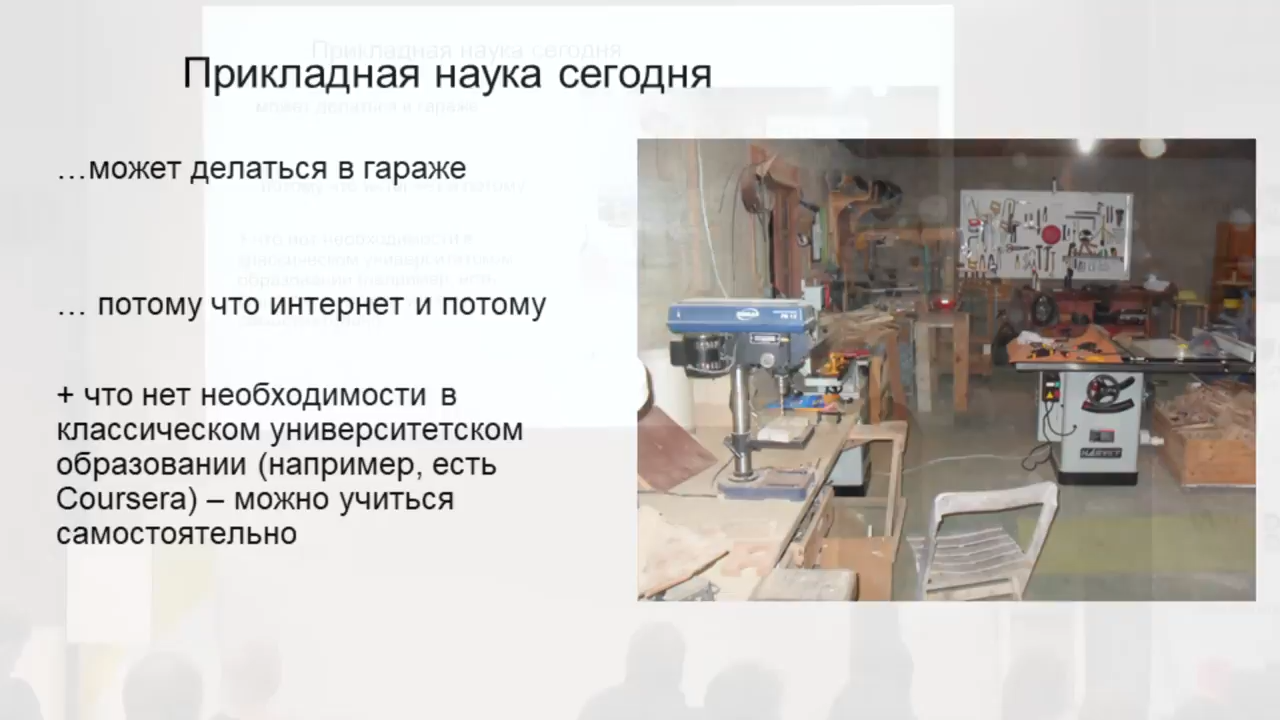 Прикладная наука сегодня
…может делаться в гараже
… потому что интернет и потому
+ что нет необходимости в
классическом университетском
образовании (например, есть
Coursera) – можно учиться
самостоятельно